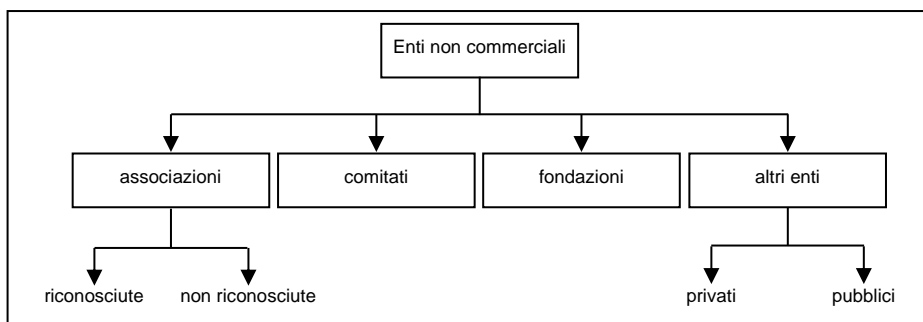 Enti non commerciali
associazioni
comitati
fondazioni
altri enti
riconosciute
non riconosciute
privati
pubblici